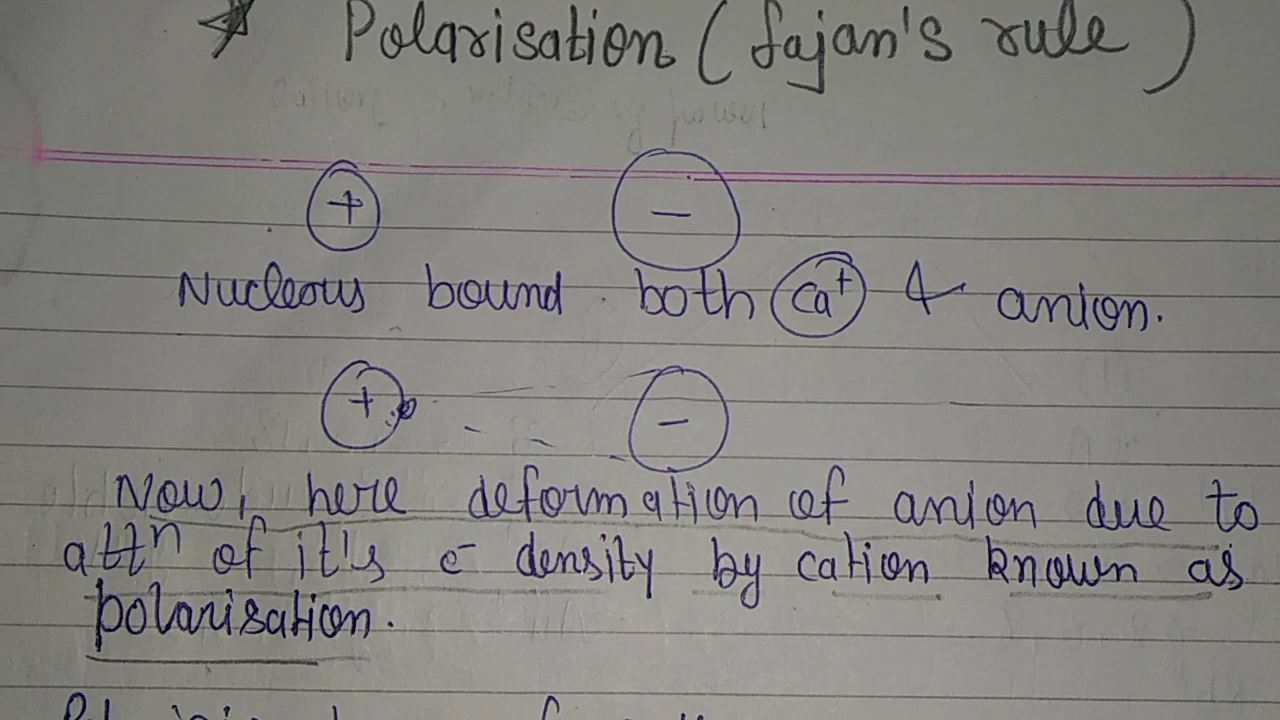 Polarisation (fajan's rule)
+ −
Nucleous bound both Ca⁺ & anion.
+ −
Now, here deformation of anion due to
attⁿ of it's e⁻ density by cation known as
polarisation.